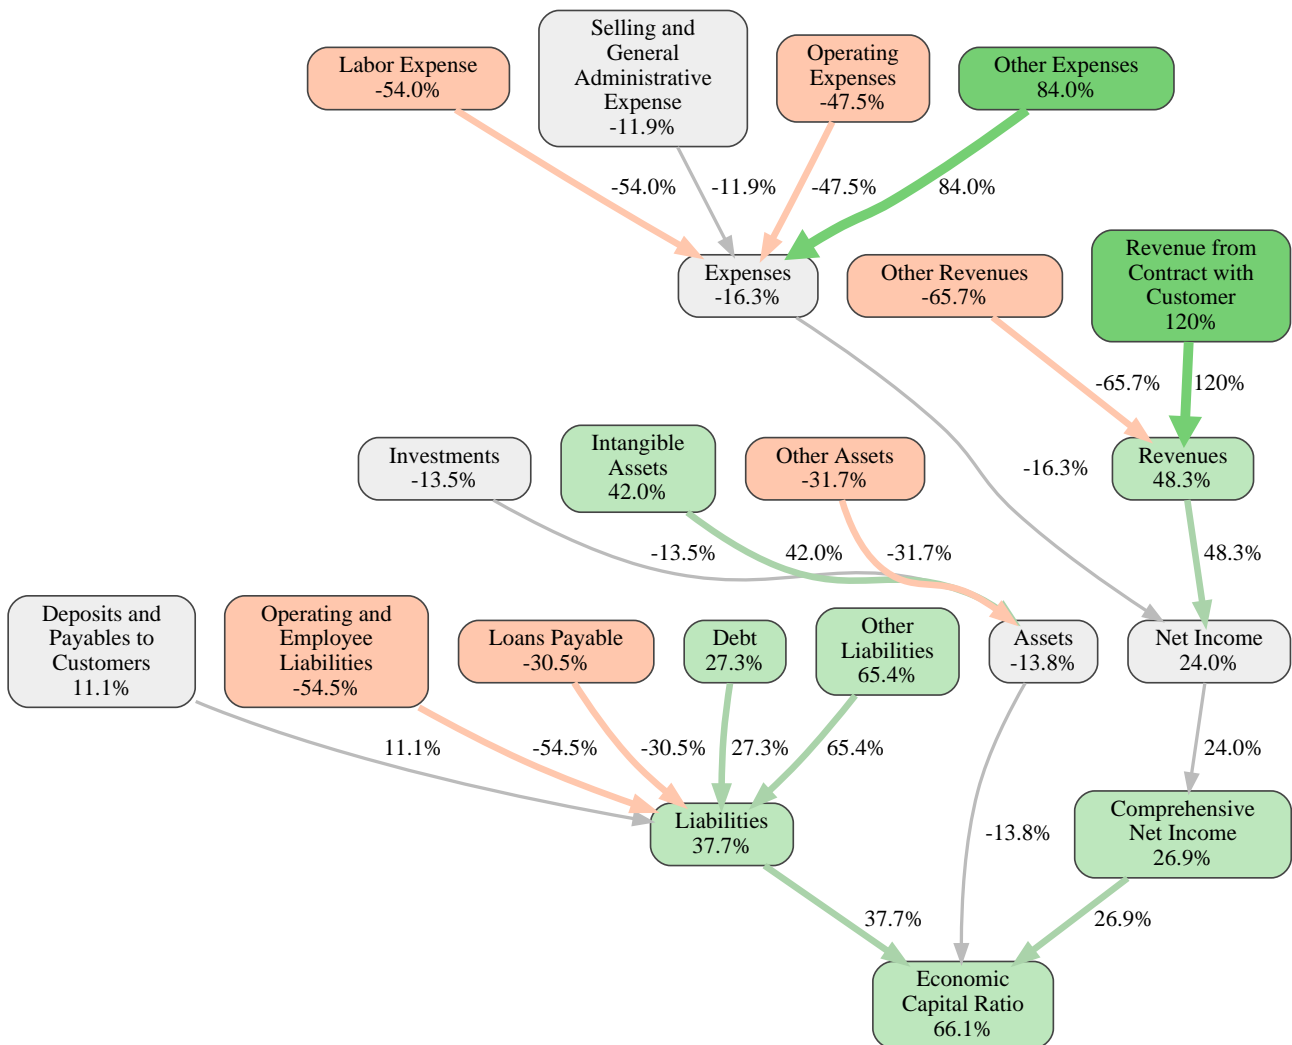 Labor Expense
-54.0%
Selling and
General
Administrative
Expense
-11.9%
Operating
Expenses
-47.5%
Other Expenses
84.0%
-54.0%
-11.9%
-47.5%
84.0%
Expenses
-16.3%
Other Revenues
-65.7%
Revenue from
Contract with
Customer
120%
-65.7%
120%
Investments
-13.5%
Intangible
Assets
42.0%
Other Assets
-31.7%
-16.3%
Revenues
48.3%
-13.5%
42.0%
-31.7%
48.3%
Deposits and
Payables to
Customers
11.1%
Operating and
Employee
Liabilities
-54.5%
Loans Payable
-30.5%
Debt
27.3%
Other
Liabilities
65.4%
Assets
-13.8%
Net Income
24.0%
11.1%
-54.5%
-30.5%
27.3%
65.4%
24.0%
Liabilities
37.7%
-13.8%
Comprehensive
Net Income
26.9%
37.7%
26.9%
Economic
Capital Ratio
66.1%